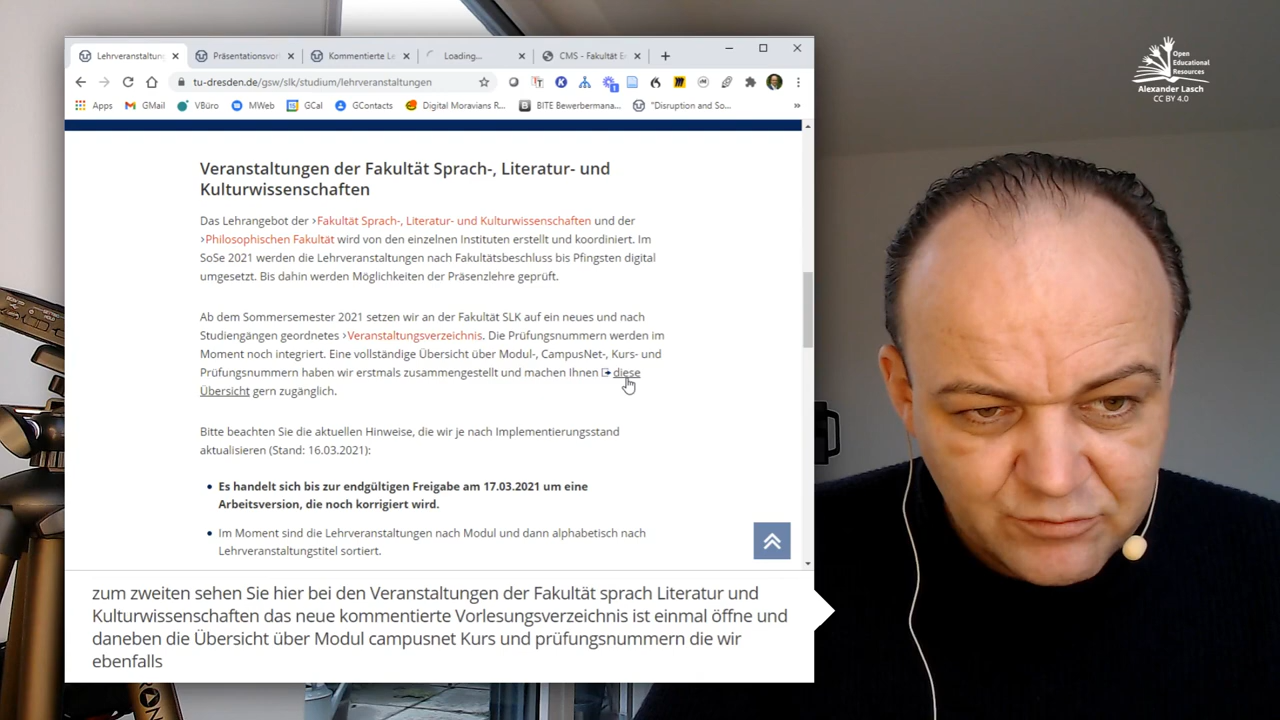 Lehrveranstaltun
Präsentationsvor
Kommentierte Le
Loading...
CMS - Fakultät E
tu-dresden.de/gsw/slk/studium/lehrveranstaltungen
Apps
GMail
VBüro
MWeb
GCal
GContacts
Digital Moravians R...
BITE Bewerbermana...
"Disruption and So...
»
Open
Educational
Resources
Alexander Lasch
CC BY 4.0
Veranstaltungen der Fakultät Sprach-, Literatur- und
Kulturwissenschaften
Das Lehrangebot der ›Fakultät Sprach-, Literatur- und Kulturwissenschaften und der
›Philosophischen Fakultät wird von den einzelnen Instituten erstellt und koordiniert. Im
SoSe 2021 werden die Lehrveranstaltungen nach Fakultätsbeschluss bis Pfingsten digital
umgesetzt. Bis dahin werden Möglichkeiten der Präsenzlehre geprüft.
Ab dem Sommersemester 2021 setzen wir an der Fakultät SLK auf ein neues und nach
Studiengängen geordnetes ›Veranstaltungsverzeichnis. Die Prüfungsnummern werden im
Moment noch integriert. Eine vollständige Übersicht über Modul-, CampusNet-, Kurs- und
Prüfungsnummern haben wir erstmals zusammengestellt und machen Ihnen diese
Übersicht gern zugänglich.
Bitte beachten Sie die aktuellen Hinweise, die wir je nach Implementierungsstand
aktualisieren (Stand: 16.03.2021):
• Es handelt sich bis zur endgültigen Freigabe am 17.03.2021 um eine
Arbeitsversion, die noch korrigiert wird.
• Im Moment sind die Lehrveranstaltungen nach Modul und dann alphabetisch nach
Lehrveranstaltungstitel sortiert.
zum zweiten sehen Sie hier bei den Veranstaltungen der Fakultät sprach Literatur und
Kulturwissenschaften das neue kommentierte Vorlesungsverzeichnis ist einmal öffne und
daneben die Übersicht über Modul campusnet Kurs und prüfungsnummern die wir
ebenfalls